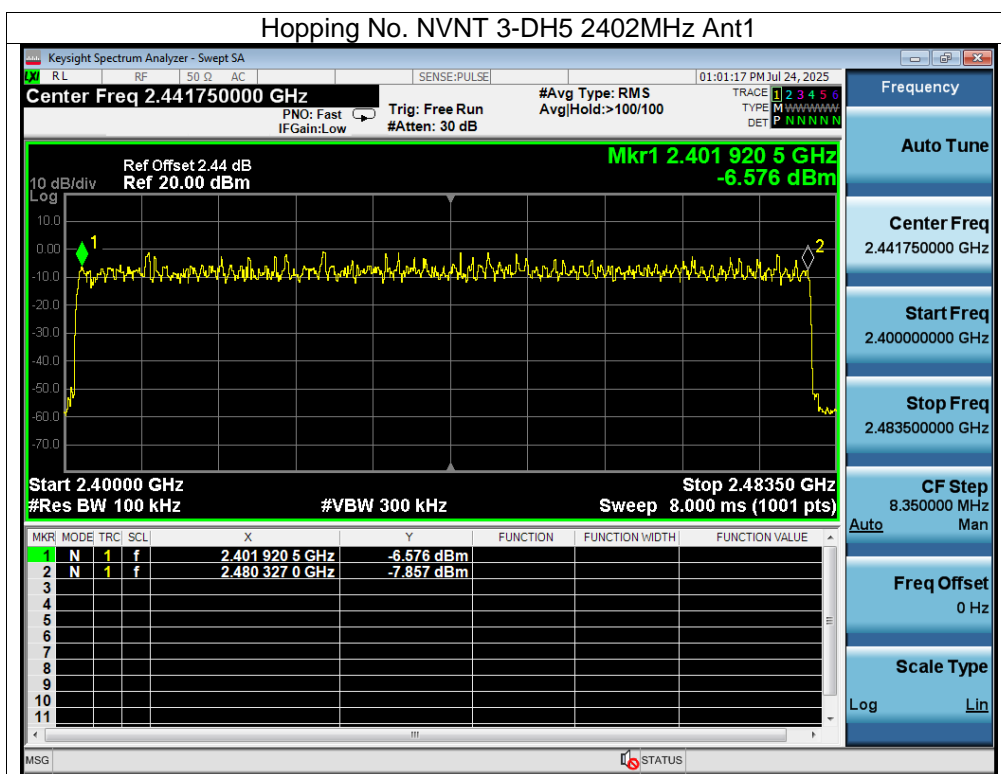 Hopping No. NVNT 3-DH5 2402MHz Ant1
Keysight Spectrum Analyzer - Swept SA
LXI RL RF 50 Ω AC SENSE:PULSE 01:01:17 PM Jul 24, 2025
Center Freq 2.441750000 GHz
PNO: Fast
IFGain:Low
Trig: Free Run
#Atten: 30 dB
#Avg Type: RMS
Avg|Hold:>100/100
TRACE 1 2 3 4 5 6
TYPE M W W W W W
DET P N N N N N
Ref Offset 2.44 dB
Ref 20.00 dBm
10 dB/div
Log
Mkr1 2.401 920 5 GHz
-6.576 dBm
10.0
0.00
-10.0
-20.0
-30.0
-40.0
-50.0
-60.0
-70.0
1
2
Start 2.40000 GHz Stop 2.48350 GHz
#Res BW 100 kHz #VBW 300 kHz Sweep 8.000 ms (1001 pts)
MKR MODE TRC SCL X Y FUNCTION FUNCTION WIDTH FUNCTION VALUE
1 N 1 f 2.401 920 5 GHz -6.576 dBm
2 N 1 f 2.480 327 0 GHz -7.857 dBm
3
4
5
6
7
8
9
10
11
MSG STATUS
Frequency
Auto Tune
Center Freq
2.441750000 GHz
Start Freq
2.400000000 GHz
Stop Freq
2.483500000 GHz
CF Step
8.350000 MHz
Auto Man
Freq Offset
0 Hz
Scale Type
Log Lin